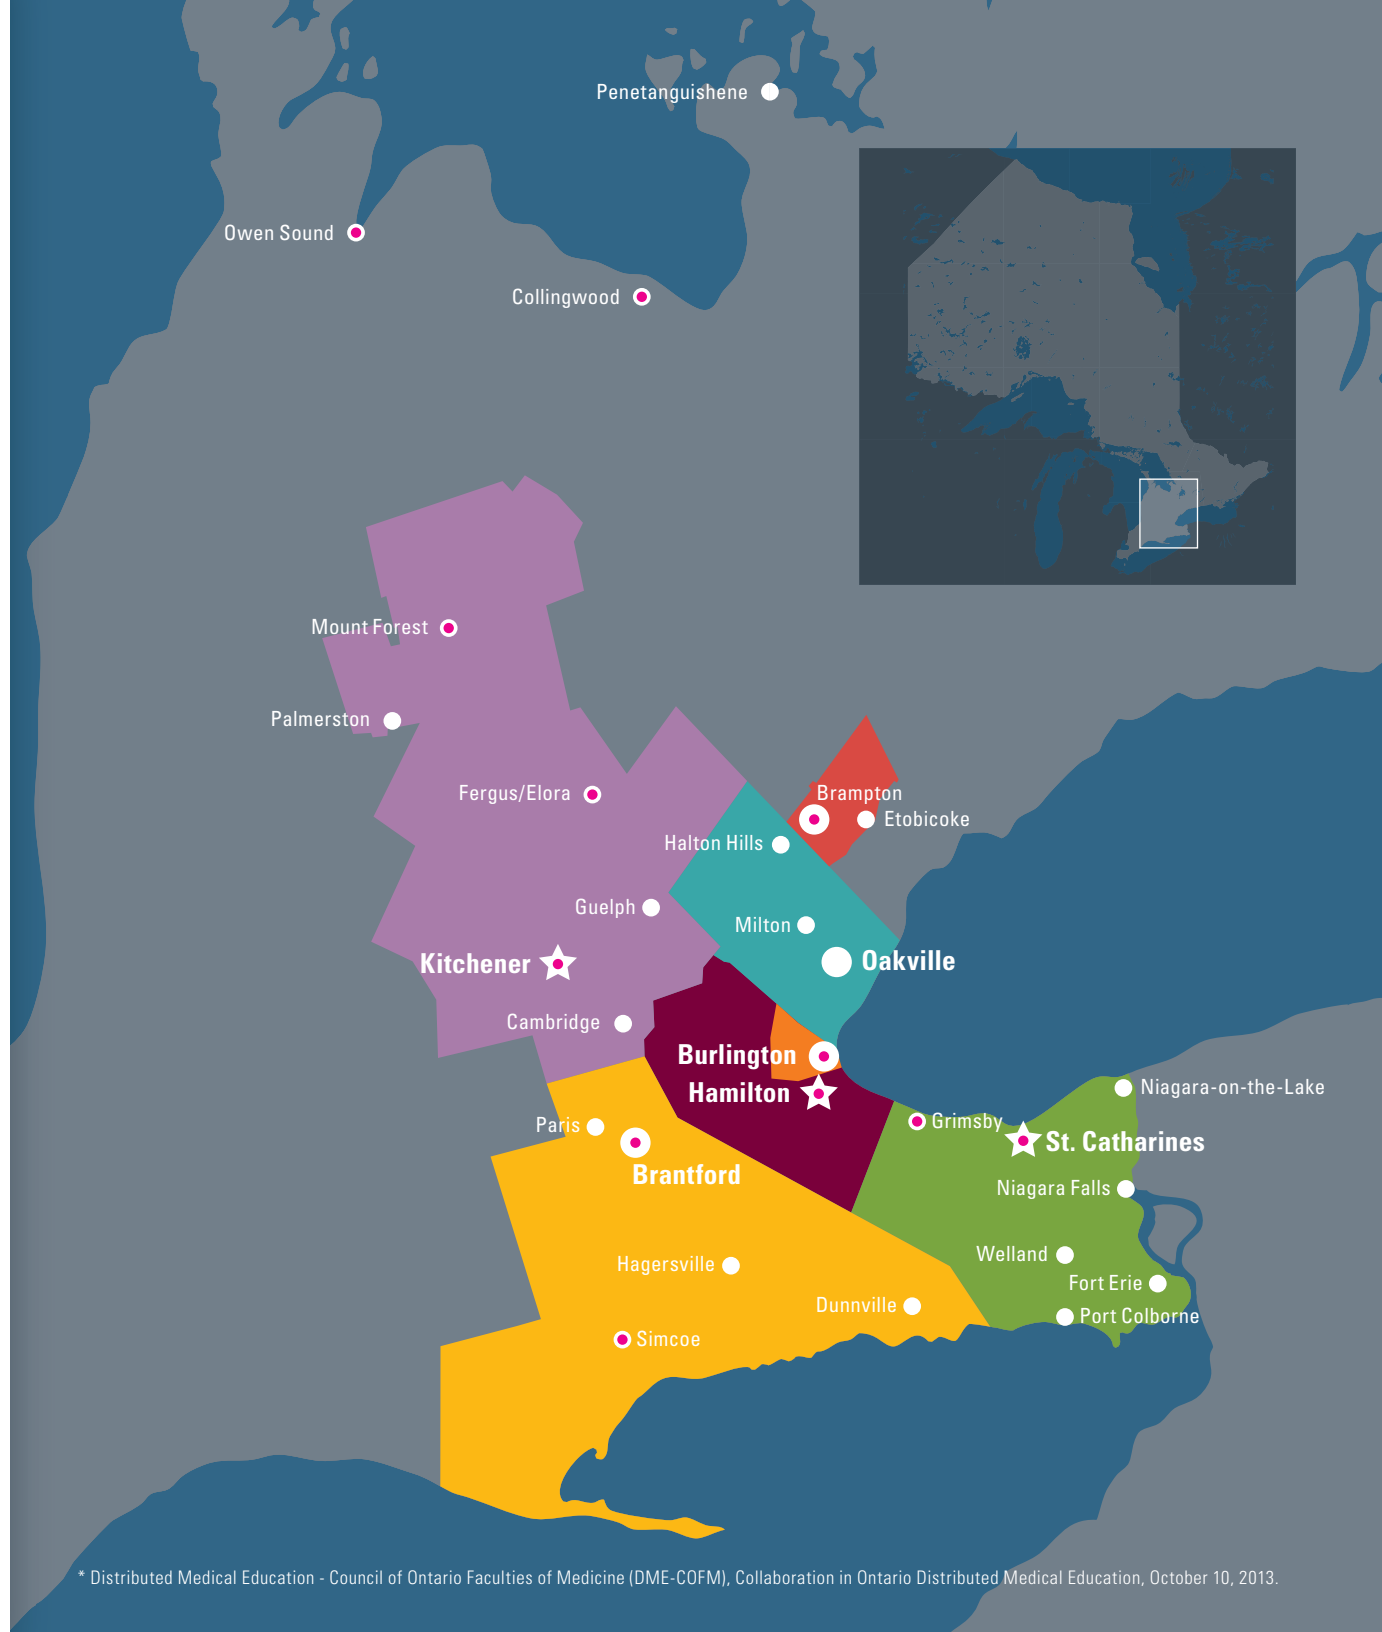 Penetanguishene
Owen Sound
Collingwood
Mount Forest
Palmerston
Fergus/Elora
Brampton
Etobicoke
Halton Hills
Guelph
Milton
Kitchener
Oakville
Cambridge
Burlington
Hamilton
Niagara-on-the-Lake
Grimsby
Paris
St. Catharines
Brantford
Niagara Falls
Welland
Hagersville
Fort Erie
Dunnville
Port Colborne
Simcoe
* Distributed Medical Education - Council of Ontario Faculties of Medicine (DME-COFM), Collaboration in Ontario Distributed Medical Education, October 10, 2013.